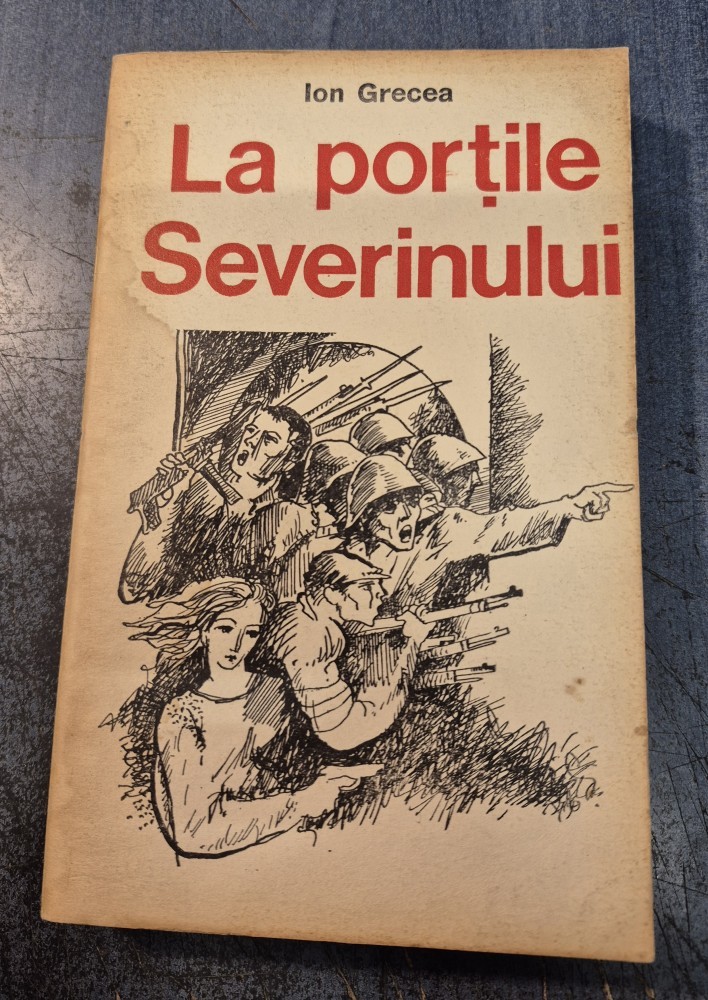 Ion Grecea
La porțile
Severinului